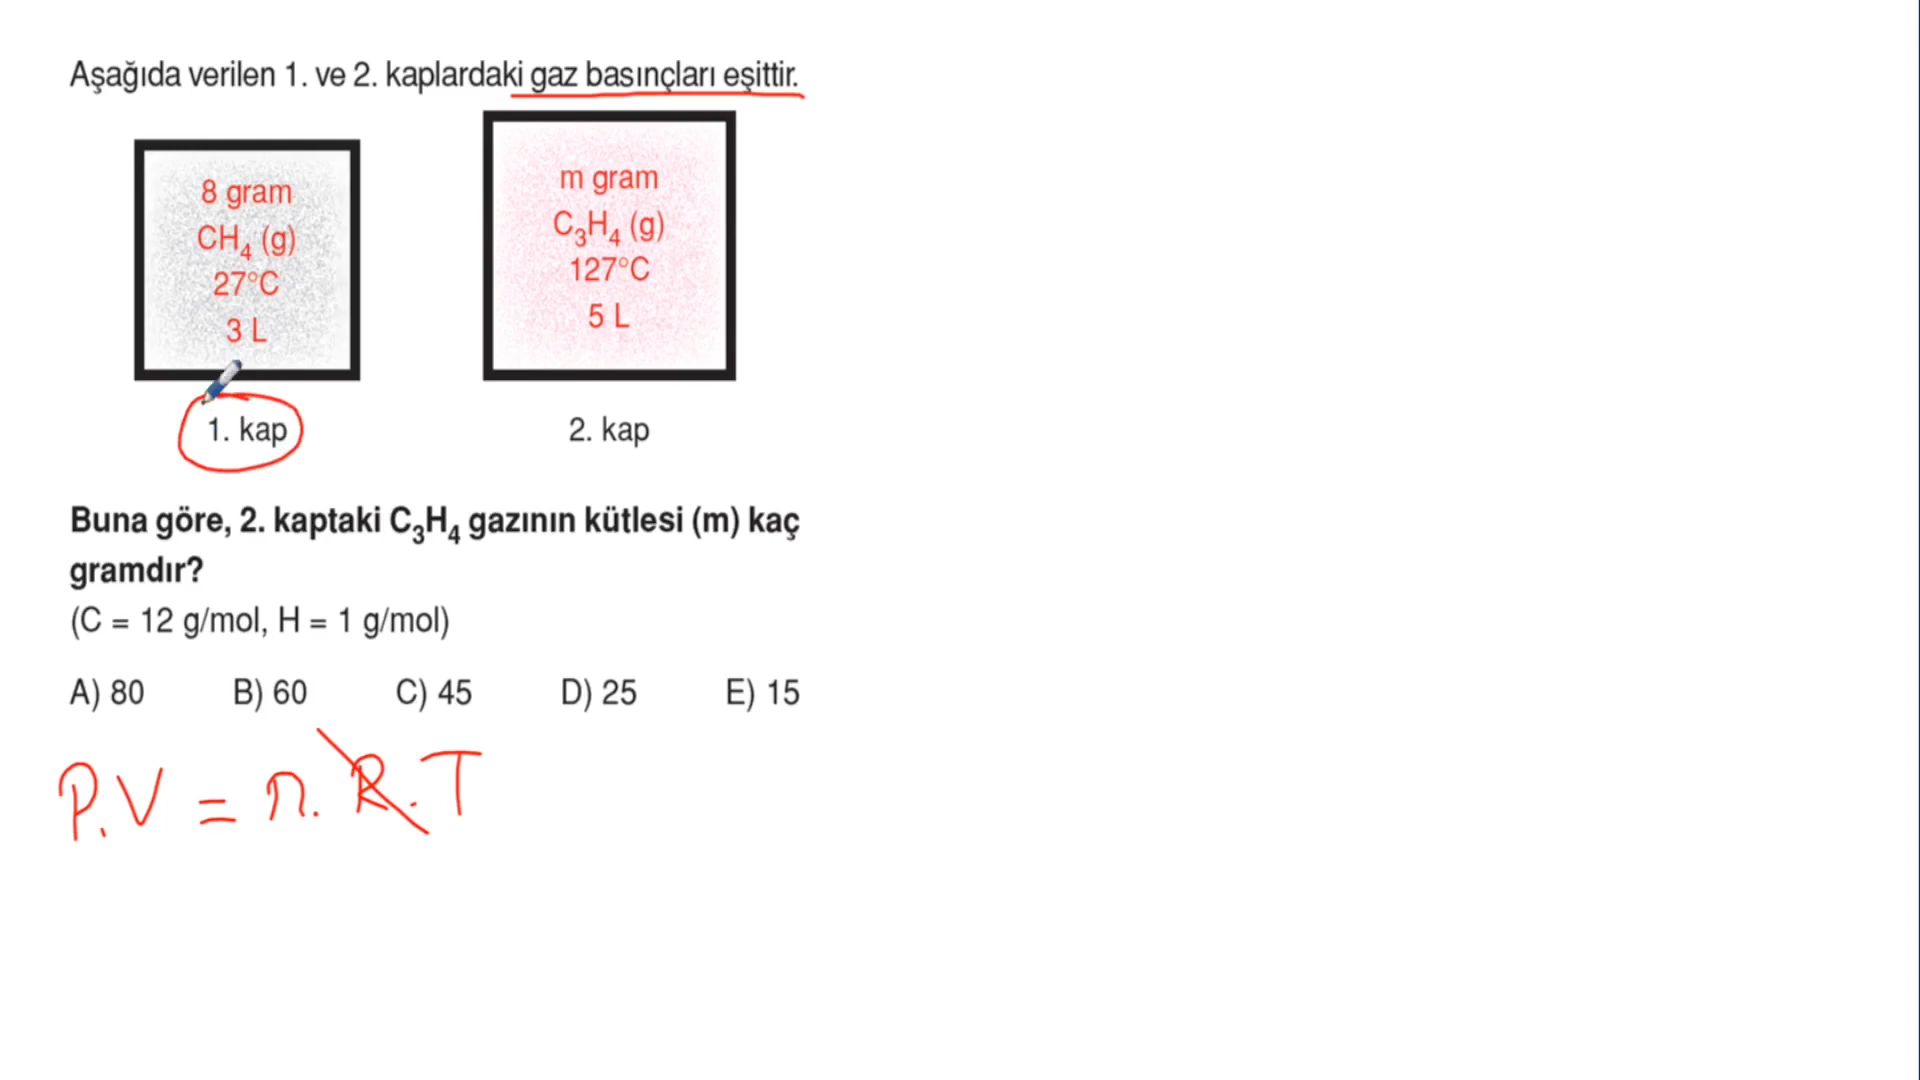 Aşağıda verilen 1. ve 2. kaplardaki gaz basınçları eşittir.
8 gram
CH₄ (g)
27°C
3 L
1. kap
m gram
C₃H₄ (g)
127°C
5 L
2. kap
Buna göre, 2. kaptaki C₃H₄ gazının kütlesi (m) kaç
gramdır?
(C = 12 g/mol, H = 1 g/mol)
A) 80 B) 60 C) 45 D) 25 E) 15
P.V = n.R.T